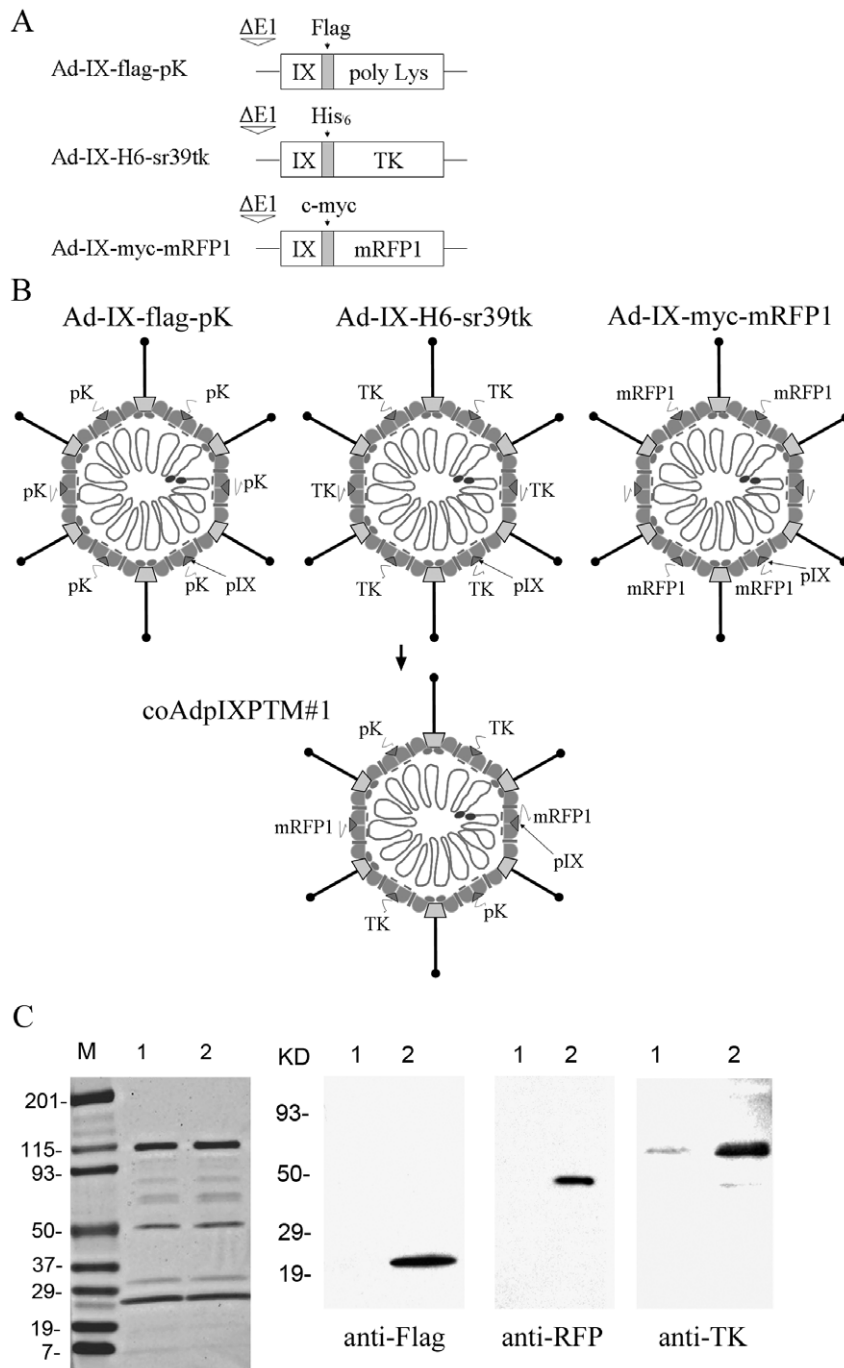 A
ΔE1 Flag
Ad-IX-flag-pK IX poly Lys
ΔE1 His6
Ad-IX-H6-sr39tk IX TK
ΔE1 c-myc
Ad-IX-myc-mRFP1 IX mRFP1
B
Ad-IX-flag-pK Ad-IX-H6-sr39tk Ad-IX-myc-mRFP1
pK pK TK TK mRFP1 mRFP1
pK pK TK TK
pK pK pIX TK TK pIX mRFP1 mRFP1 pIX
coAdpIXPTM#1
pK TK
mRFP1 mRFP1
pIX
TK pK
C
M 1 2 KD 1 2 1 2 1 2
201-
115-
93-
50-
37-
29-
19-
7-
93-
50-
29-
19-
anti-Flag anti-RFP anti-TK